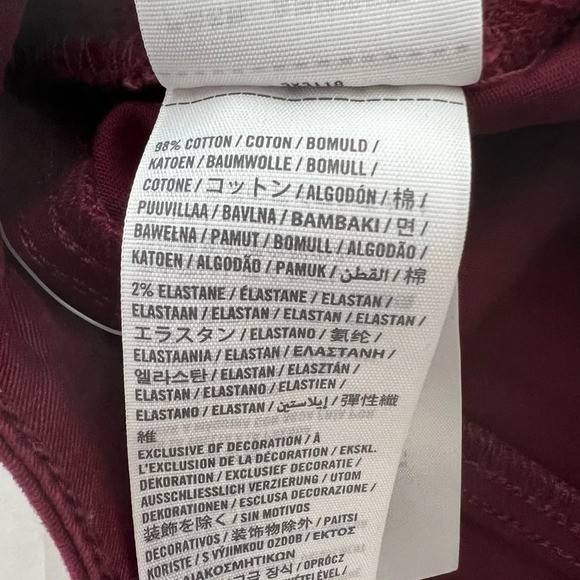 98% COTTON / COTON / BOMULD /
KATOEN / BAUMWOLLE / BOMULL /
COTONE / コットン / ALGODÓN / 棉 /
PUUVILLAA / BAVLNA / BAMBAKI / 면 /
BAWEŁNA / PAMUT / BOMULL / ALGODÃO /
KATOEN / ALGODÃO / PAMUK / القطن / 棉
2% ELASTANE / ÉLASTANE / ELASTAN /
ELASTAAN / ELASTAN / ELASTAN / ELASTAN /
エラスタン / ELASTANO / 氨纶 /
ELASTAANIA / ELASTAN / ΕΛΑΣΤΑΝΗ /
엘라스탄 / ELASTAN / ELASZTÁN /
ELASTAN / ELASTANO / ELASTIEN /
ELASTANO / ELASTAN / إيلاستين / 彈性纖
維
EXCLUSIVE OF DECORATION / À
L'EXCLUSION DE LA DÉCORATION / EKSKL.
DEKORATION / EXCLUSIEF DECORATIE /
AUSSCHLIESSLICH VERZIERUNG / UTOM
DEKORATIONEN / ESCLUSA DECORAZIONE /
装飾を除く / SIN MOTIVOS
DECORATIVOS / 装饰物除外 / PAITSI
KORISTE / S VÝJIMKOU OZDOB / ΕΚΤΟΣ
ΔΙΑΚΟΣΜΗΤΙΚΩΝ
장식 / OPRÓCZ